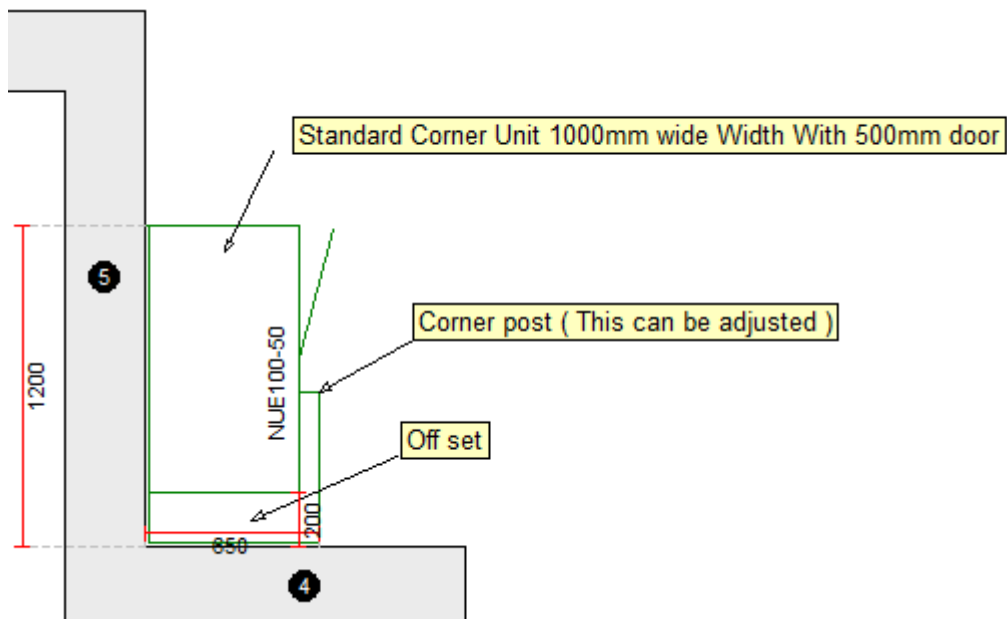 Standard Corner Unit 1000mm wide Width With 500mm door
5
Corner post ( This can be adjusted )
1200
NUE100-50
Off set
200
650
4